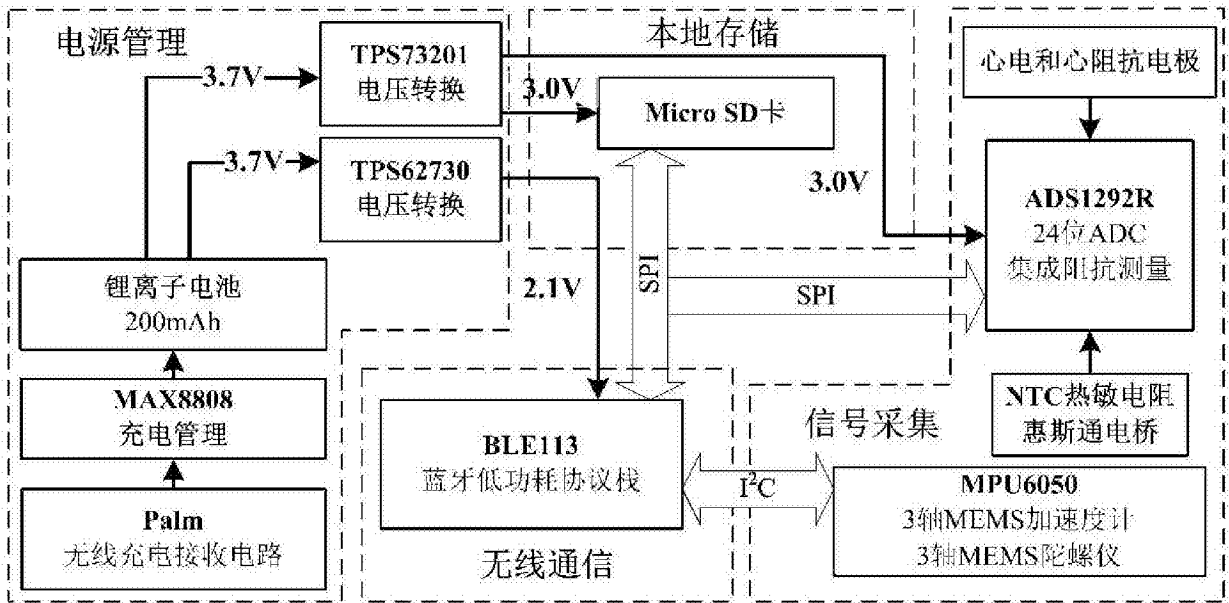 电源管理
TPS73201
电压转换
3.7V
3.0V
TPS62730
电压转换
3.7V
2.1V
锂离子电池
200mAh
MAX8808
充电管理
Palm
无线充电接收电路
本地存储
Micro SD卡
3.0V
SPI
SPI
BLE113
蓝牙低功耗协议栈
无线通信
I²C
心电和心阻抗电极
ADS1292R
24位ADC
集成阻抗测量
NTC热敏电阻
惠斯通电桥
信号采集
MPU6050
3轴MEMS加速度计
3轴MEMS陀螺仪